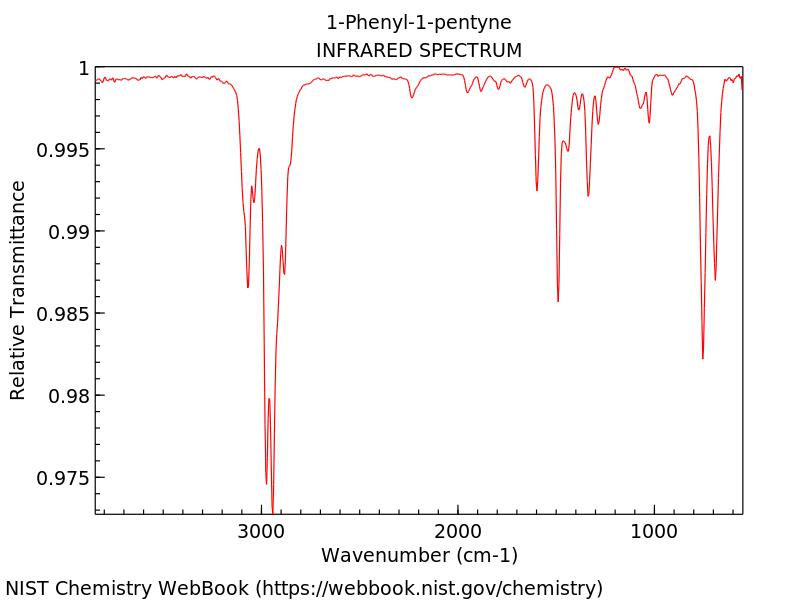 1-Phenyl-1-pentyne
INFRARED SPECTRUM
1
0.995
0.99
0.985
0.98
0.975
Relative Transmittance
3000 2000 1000
Wavenumber (cm-1)
NIST Chemistry WebBook (https://webbook.nist.gov/chemistry)